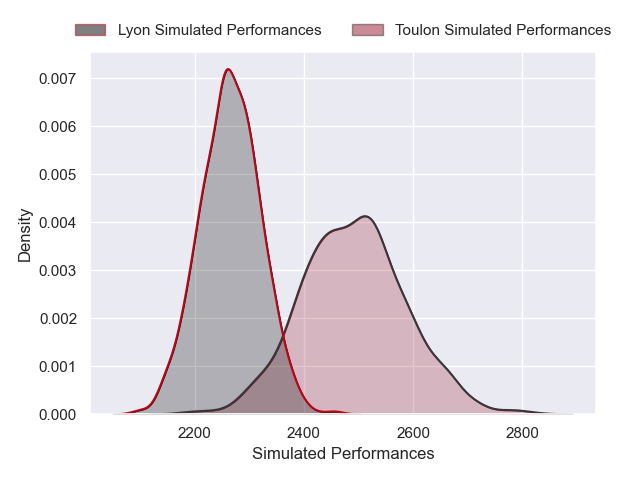 Lyon Simulated Performances Toulon Simulated Performances
0.007
0.006
0.005
0.004
0.003
0.002
0.001
0.000
Density
2200 2400 2600 2800
Simulated Performances